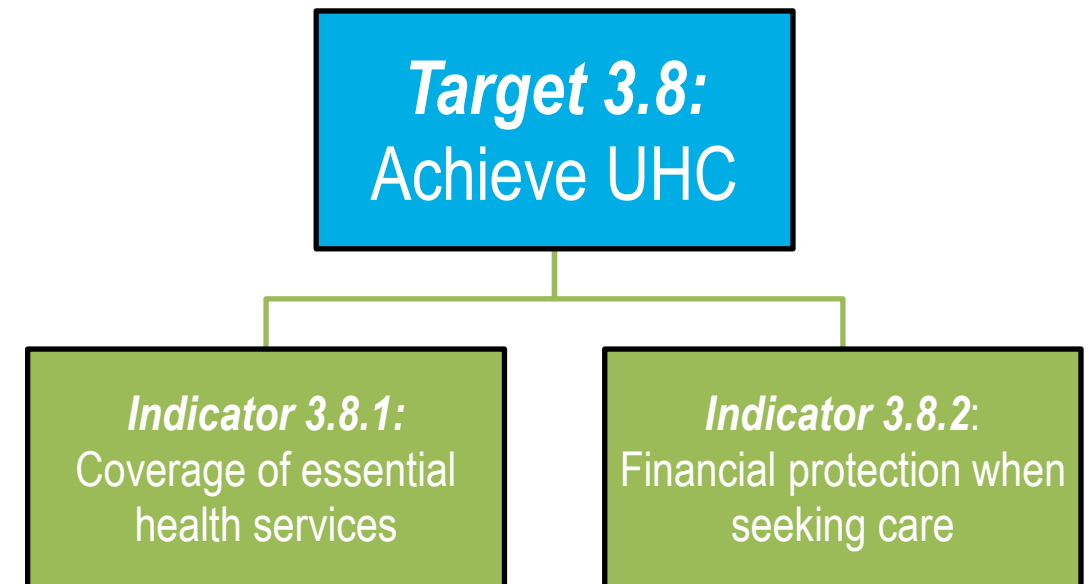 Target 3.8:
Achieve UHC
Indicator 3.8.1:
Coverage of essential
health services
Indicator 3.8.2:
Financial protection when
seeking care